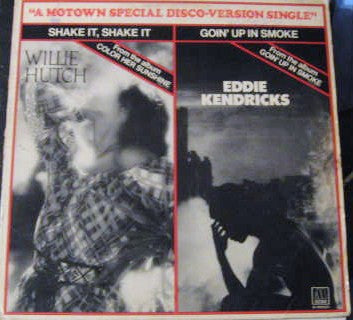 "A MOTOWN SPECIAL DISCO-VERSION SINGLE"
SHAKE IT, SHAKE IT
GOIN' UP IN SMOKE
WILLIE
HUTCH
From the album
COLOR HER SUNSHINE
From the album
GOIN' UP IN SMOKE
EDDIE
KENDRICKS